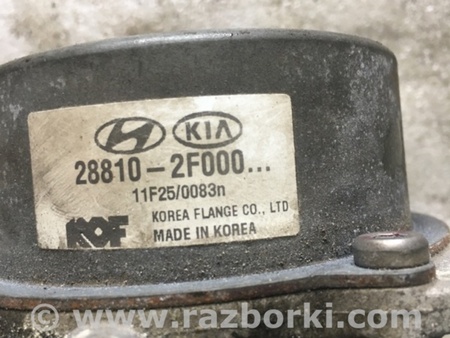 KIA
28810-2F000...
11F25/0083n
KOF KOREA FLANGE CO., LTD
MADE IN KOREA
© www.razborki.com